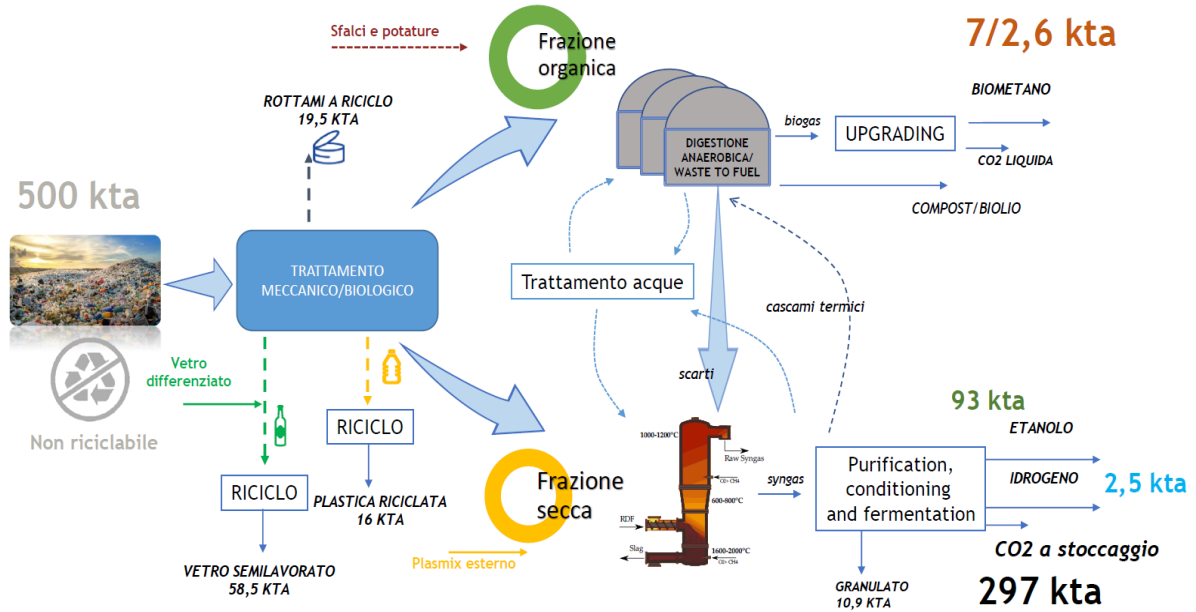 7/2,6 kta
Sfalci e potature
Frazione
organica
ROTTAMI A RICICLO
19,5 KTA
BIOMETANO
biogas
UPGRADING
CO2 LIQUIDA
DIGESTIONE
ANAEROBICA/
WASTE TO FUEL
COMPOST/BIOLIO
500 kta
TRATTAMENTO
MECCANICO/BIOLOGICO
Trattamento acque
cascami termici
Vetro
differenziato
Non riciclabile
scarti
RICICLO
PLASTICA RICICLATA
16 KTA
RICICLO
VETRO SEMILAVORATO
58,5 KTA
Frazione
secca
Plasmix esterno
1000-1200°C
Raw Syngas
O2+ CH4
600-800°C
RDF
Slag
1600-2000°C
O2+ CH4
syngas
Purification,
conditioning
and fermentation
93 kta
ETANOLO
IDROGENO
2,5 kta
CO2 a stoccaggio
297 kta
GRANULATO
10,9 KTA